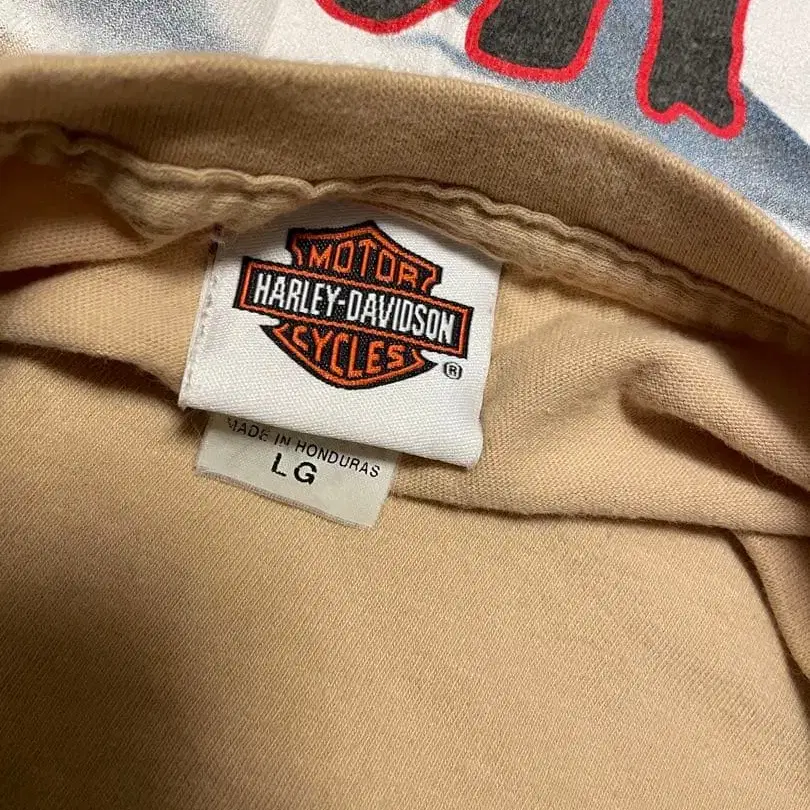 MOTOR
HARLEY-DAVIDSON
CYCLES
®
MADE IN HONDURAS
LG